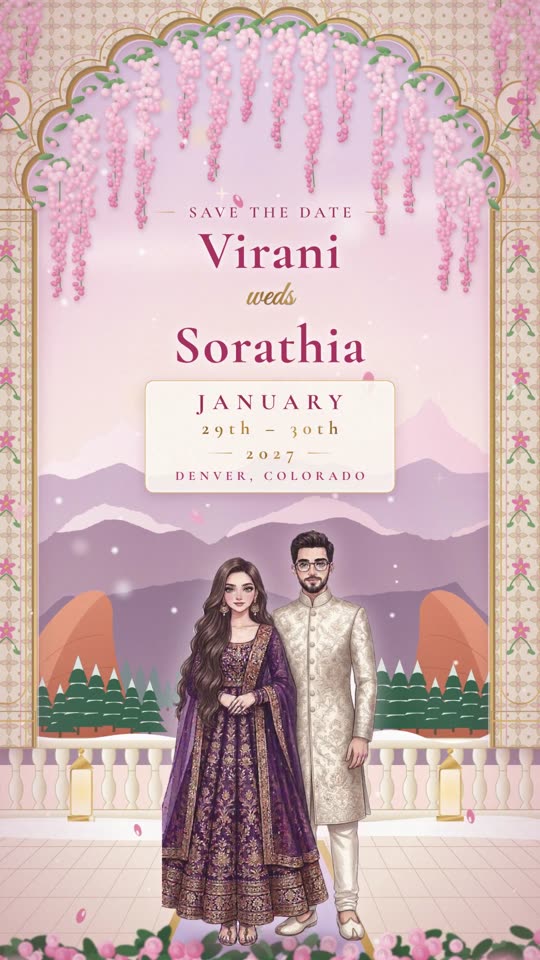 SAVE THE DATE
Virani
weds
Sorathia
JANUARY
29th – 30th
2027
DENVER, COLORADO